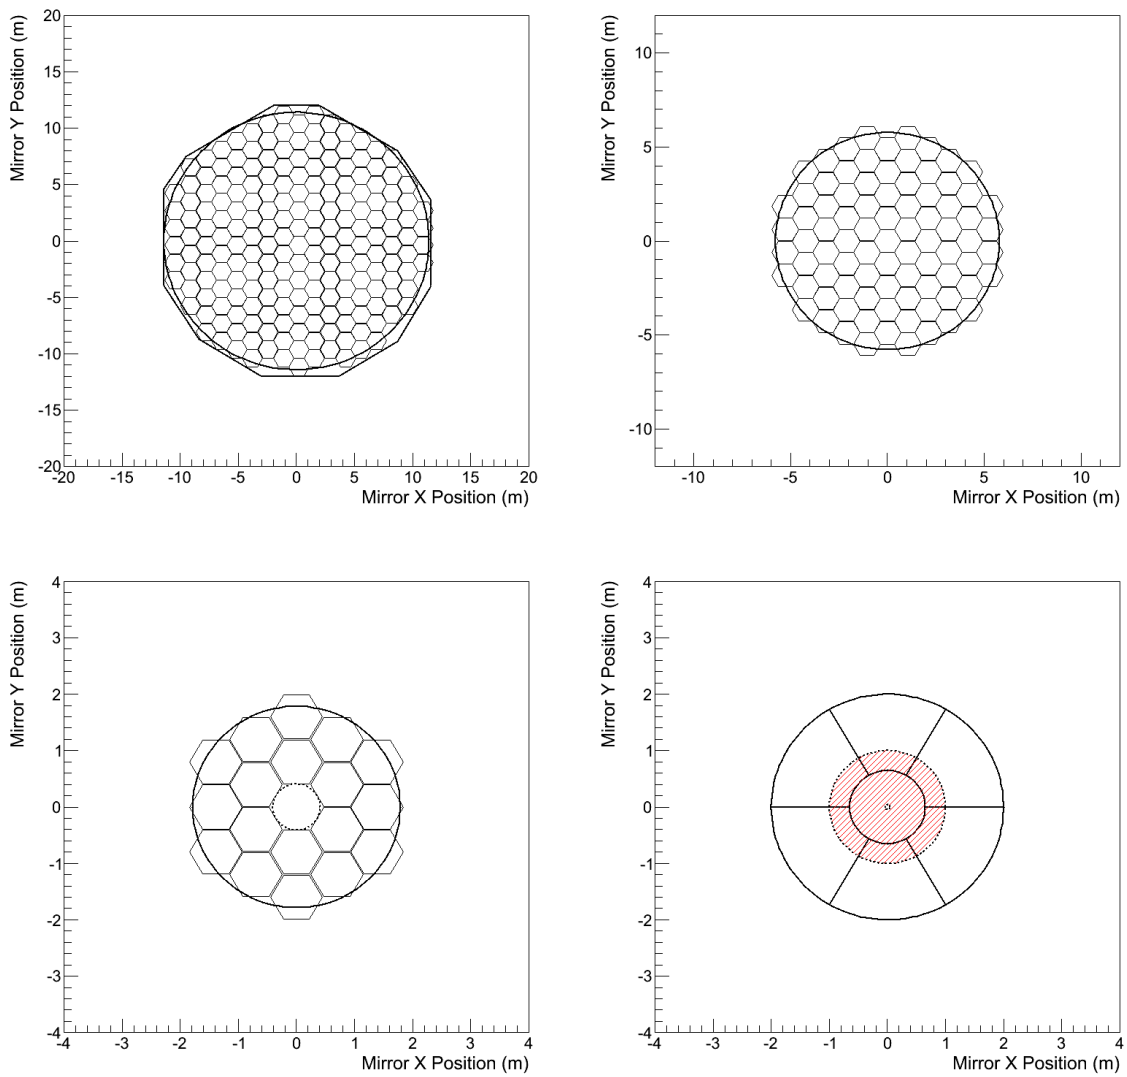 Mirror Y Position (m)
20
15
10
5
0
-5
-10
-15
-20
-20 -15 -10 -5 0 5 10 15 20
Mirror X Position (m)
Mirror Y Position (m)
10
5
0
-5
-10
-10 -5 0 5 10
Mirror X Position (m)
Mirror Y Position (m)
4
3
2
1
0
-1
-2
-3
-4
-4 -3 -2 -1 0 1 2 3 4
Mirror X Position (m)
Mirror Y Position (m)
4
3
2
1
0
-1
-2
-3
-4
-4 -3 -2 -1 0 1 2 3 4
Mirror X Position (m)